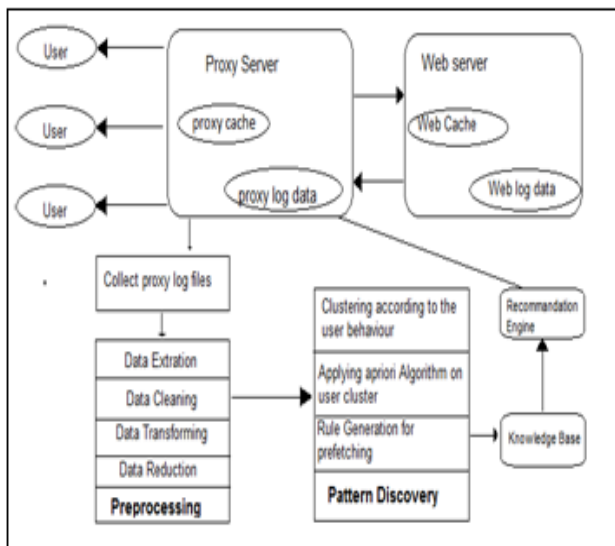 User
Proxy Server
Web server
User
proxy cache
Web Cache
User
proxy log data
Web log data
Collect proxy log files
Clustering according to the
user behaviour
Recommandation
Engine
Data Extration
Data Cleaning
Data Transforming
Data Reduction
Preprocessing
Applying apriori Algorithm on
user cluster
Rule Generation for
prefetching
Pattern Discovery
Knowledge Base